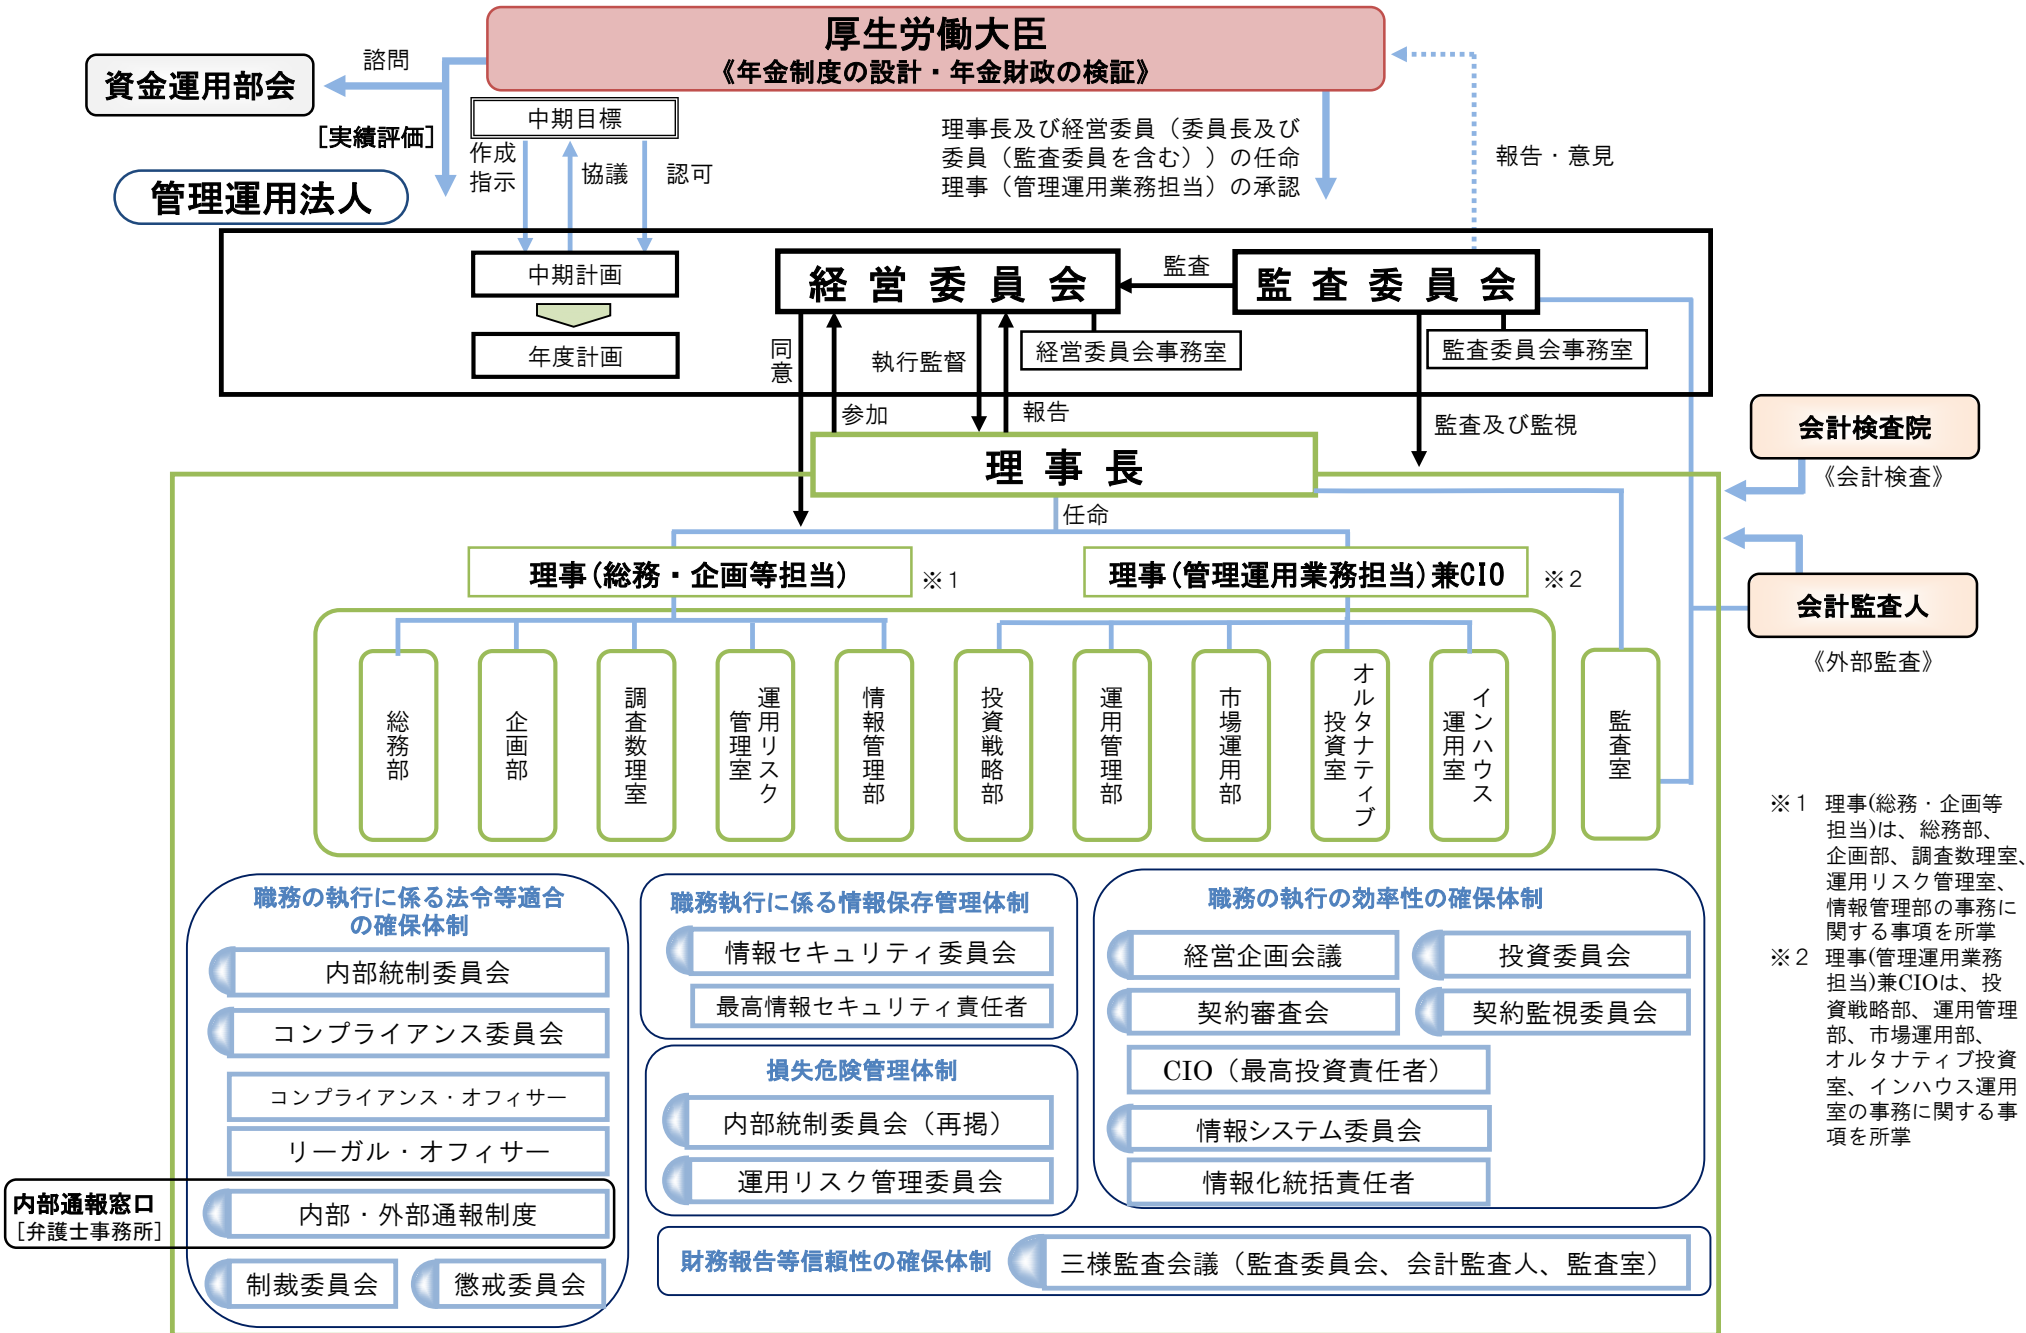 厚生労働大臣
《年金制度の設計・年金財政の検証》
諮問
資金運用部会
［実績評価］
管理運用法人
中期目標
作成
指示
協議
認可
理事長及び経営委員（委員長及び
委員（監査委員を含む））の任命
理事（管理運用業務担当）の承認
報告・意見
中期計画
年度計画
経営委員会
監査
監査委員会
経営委員会事務室
監査委員会事務室
同意
執行監督
参加
報告
監査及び監視
理事長
任命
会計検査院
《会計検査》
会計監査人
《外部監査》
理事(総務・企画等担当)
※1
理事(管理運用業務担当)兼CIO
※2
総務部
企画部
調査数理室
運用リスク
管理室
情報管理部
投資戦略部
運用管理部
市場運用部
オルタナティブ
投資室
インハウス
運用室
監査室
※1 理事(総務・企画等
担当)は、総務部、
企画部、調査数理室、
運用リスク管理室、
情報管理部の事務に
関する事項を所掌
※2 理事(管理運用業務
担当)兼CIOは、投
資戦略部、運用管理
部、市場運用部、
オルタナティブ投資
室、インハウス運用
室の事務に関する事
項を所掌
職務の執行に係る法令等適合
の確保体制
内部統制委員会
コンプライアンス委員会
コンプライアンス・オフィサー
リーガル・オフィサー
内部通報窓口
［弁護士事務所］
内部・外部通報制度
制裁委員会
懲戒委員会
職務執行に係る情報保存管理体制
情報セキュリティ委員会
最高情報セキュリティ責任者
損失危険管理体制
内部統制委員会（再掲）
運用リスク管理委員会
職務の執行の効率性の確保体制
経営企画会議
投資委員会
契約審査会
契約監視委員会
CIO（最高投資責任者）
情報システム委員会
情報化統括責任者
財務報告等信頼性の確保体制
三様監査会議（監査委員会、会計監査人、監査室）